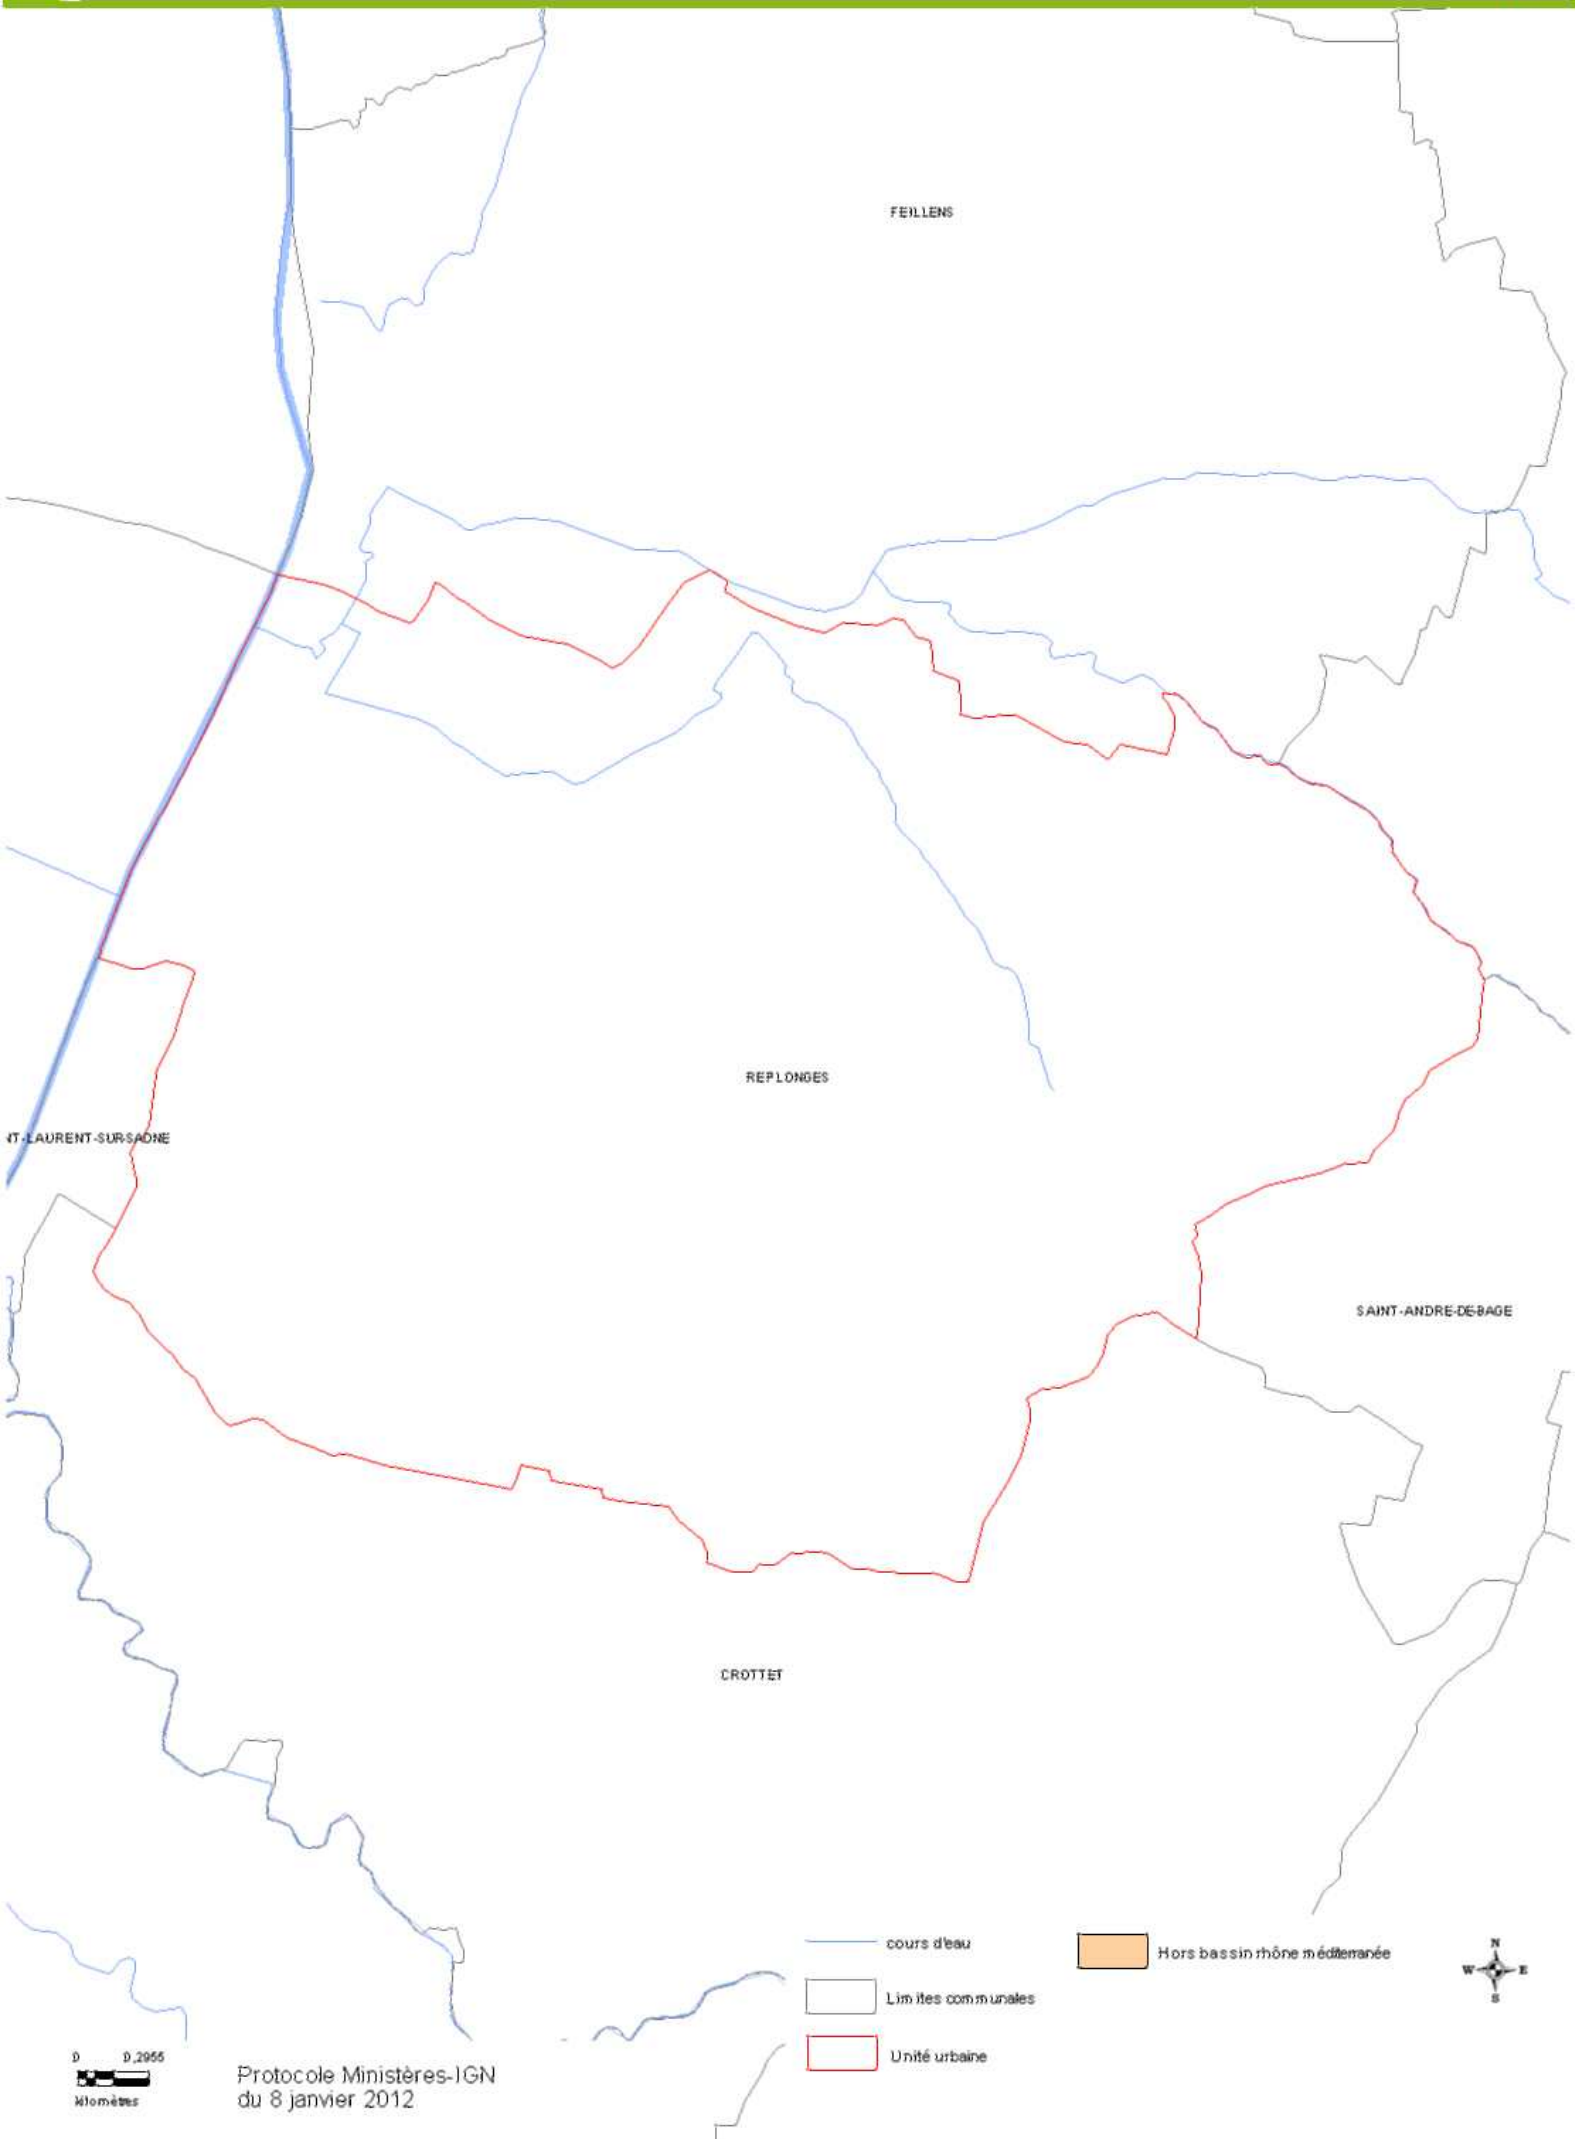 FEILLENS
REPLONGES
NT-LAURENT-SUR-SAONE
SAINT-ANDRE-DE-BAGE
CROTTET
cours d'eau
Hors bassin rhône méditerranée
Limites communales
Unité urbaine
N
W E
S
0 0,2955
kilomètres
Protocole Ministères-IGN
du 8 janvier 2012